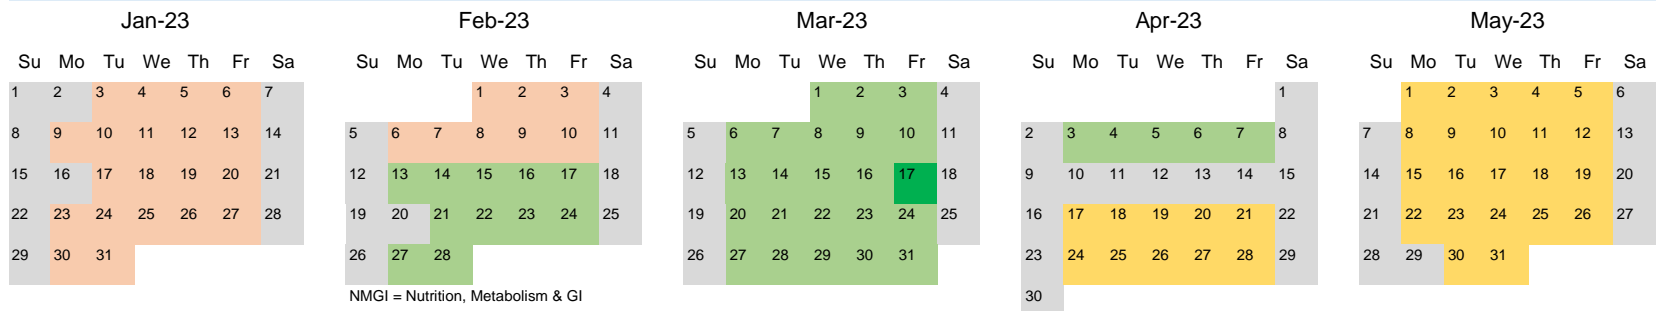 Jan-23 Feb-23 Mar-23 Apr-23 May-23
Su Mo Tu We Th Fr Sa Su Mo Tu We Th Fr Sa Su Mo Tu We Th Fr Sa Su Mo Tu We Th Fr Sa Su Mo Tu We Th Fr Sa
1 2 3 4 5 6 7 1 2 3 4 1 2 3 4 1 1 2 3 4 5 6
8 9 10 11 12 13 14 5 6 7 8 9 10 11 5 6 7 8 9 10 11 2 3 4 5 6 7 8 7 8 9 10 11 12 13
15 16 17 18 19 20 21 12 13 14 15 16 17 18 12 13 14 15 16 17 18 9 10 11 12 13 14 15 14 15 16 17 18 19 20
22 23 24 25 26 27 28 19 20 21 22 23 24 25 19 20 21 22 23 24 25 16 17 18 19 20 21 22 21 22 23 24 25 26 27
29 30 31 26 27 28 26 27 28 29 30 31 23 24 25 26 27 28 29 28 29 30 31
NMGI = Nutrition, Metabolism & GI 30